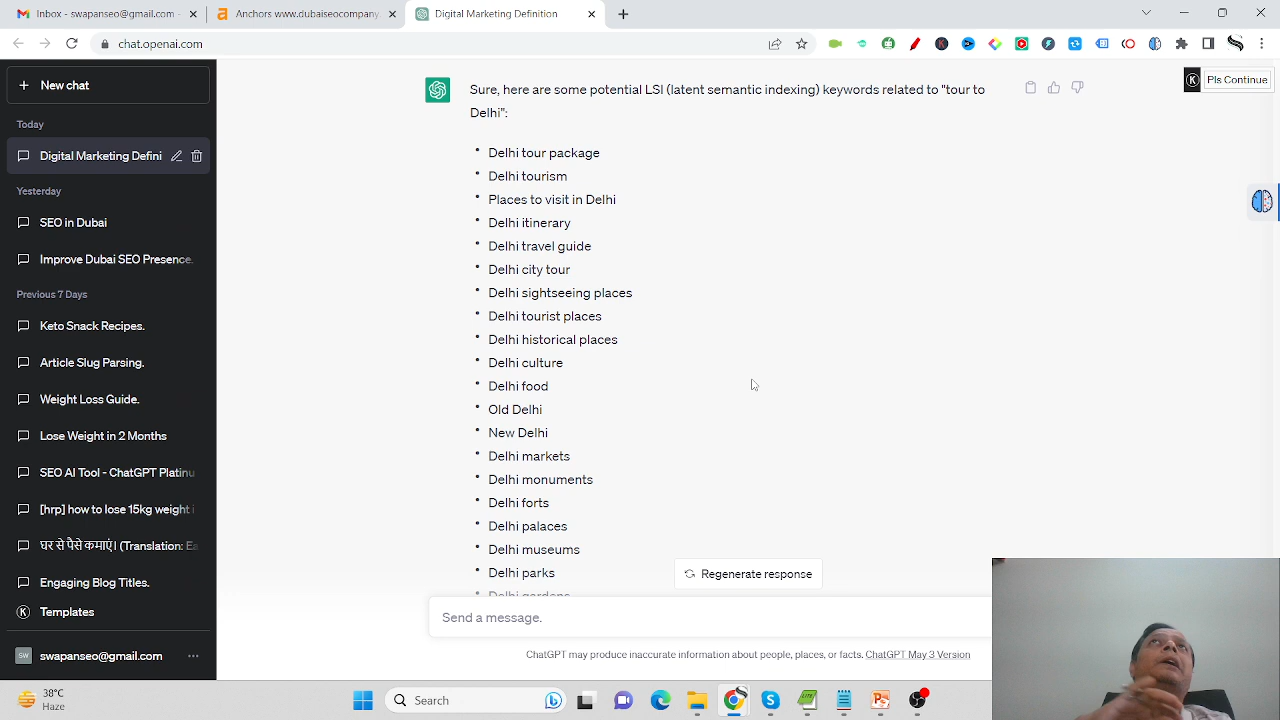 Inbox - swapanseo@gmail.com -
Anchors www.dubaiseocompany.
Digital Marketing Definition
chat.openai.com
New chat
Today
Digital Marketing Defini
Yesterday
SEO in Dubai
Improve Dubai SEO Presence.
Previous 7 Days
Keto Snack Recipes.
Article Slug Parsing.
Weight Loss Guide.
Lose Weight in 2 Months
SEO AI Tool - ChatGPT Platinu
[hrp] how to lose 15kg weight i
घर से पैसे कमाएं। (Translation: Ea
Engaging Blog Titles.
Templates
SW swapanseo@gmail.com
Sure, here are some potential LSI (latent semantic indexing) keywords related to "tour to
Delhi":
Delhi tour package
Delhi tourism
Places to visit in Delhi
Delhi itinerary
Delhi travel guide
Delhi city tour
Delhi sightseeing places
Delhi tourist places
Delhi historical places
Delhi culture
Delhi food
Old Delhi
New Delhi
Delhi markets
Delhi monuments
Delhi forts
Delhi palaces
Delhi museums
Delhi parks
Delhi gardens
Pls Continue
Regenerate response
Send a message.
ChatGPT may produce inaccurate information about people, places, or facts. ChatGPT May 3 Version
38°C
Haze
Search